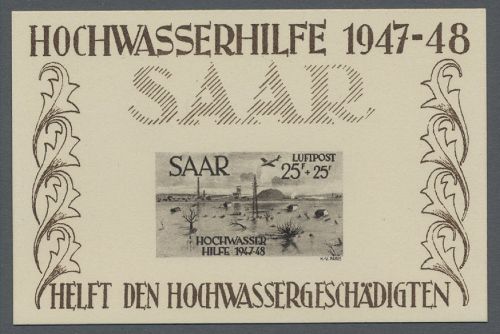 HOCHWASSERHILFE 1947-48
SAAR
SAAR
LUFTPOST
25F + 25F
HOCHWASSER
HILFE 1947-48
HELFT DEN HOCHWASSERGESCHÄDIGTEN